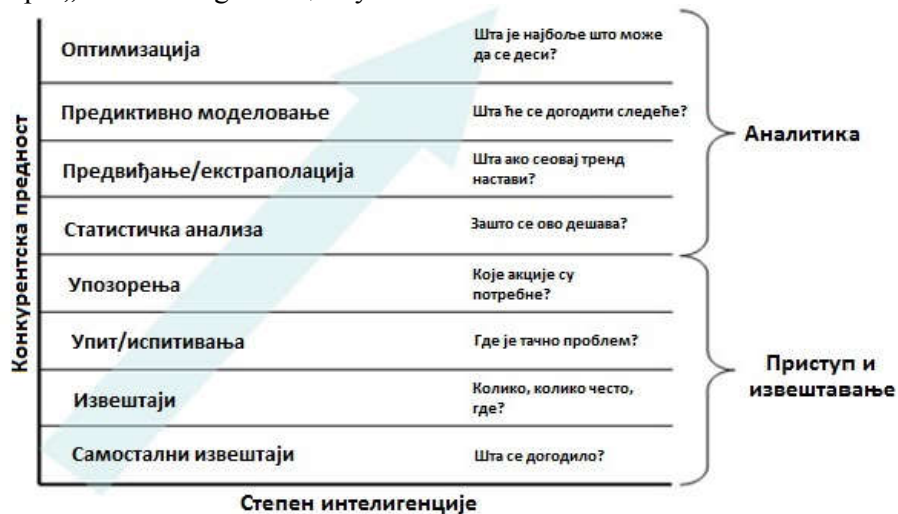 Оптимизација
Шта је најбоље што може
да се деси?
Предиктивно моделовање
Шта ће се догодити следеће?
Предвиђање/екстраполација
Шта ако сеовај тренд
настави?
Статистичка анализа
Зашто се ово дешава?
Аналитика
Упозорења
Које акције су
потребне?
Упит/испитивања
Где је тачно проблем?
Извештаји
Колико, колико често,
где?
Самостални извештаји
Шта се догодило?
Приступ и
извештавање
Конкурентска предност
Степен интелигенције